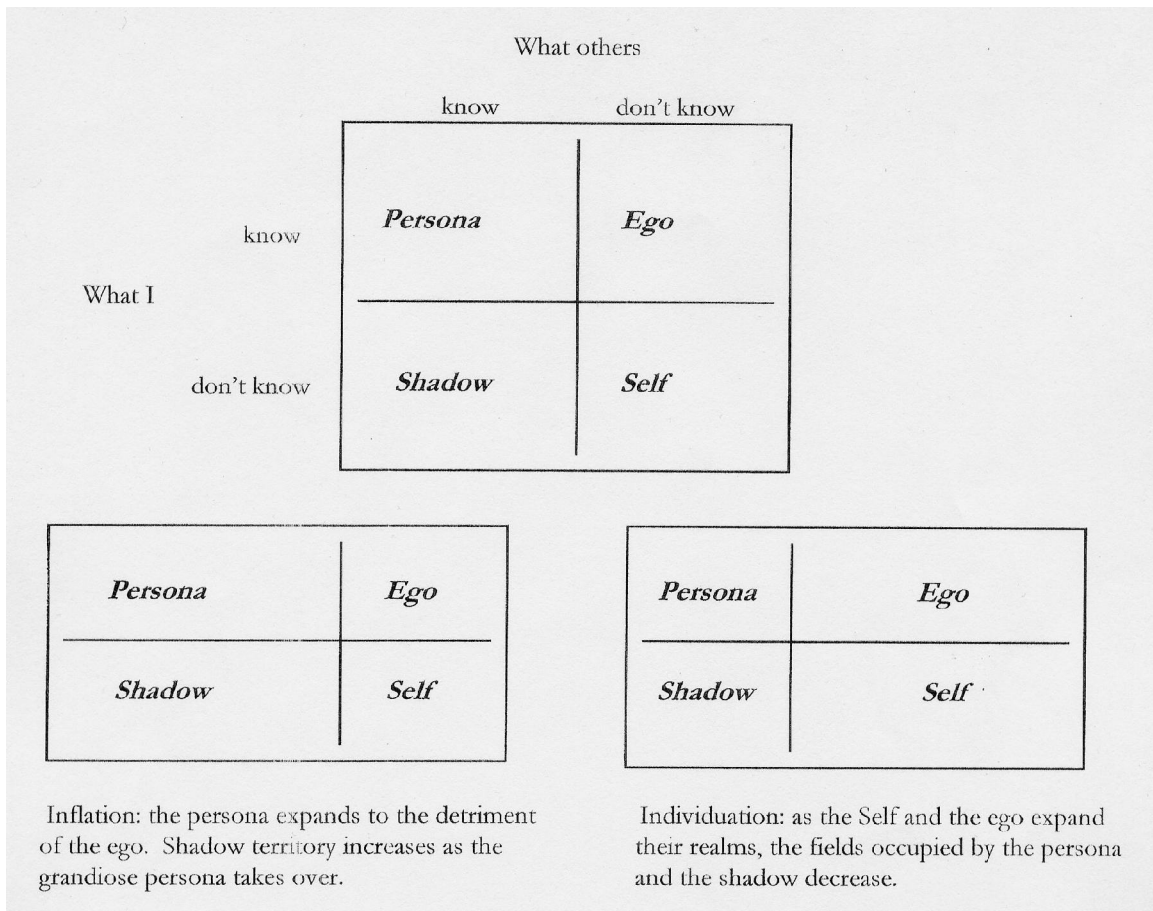 What others
know don't know
Persona Ego
know
What I
don't know Shadow Self
Persona Ego
Shadow Self
Persona Ego
Shadow Self
Inflation: the persona expands to the detriment
of the ego. Shadow territory increases as the
grandiose persona takes over.
Individuation: as the Self and the ego expand
their realms, the fields occupied by the persona
and the shadow decrease.